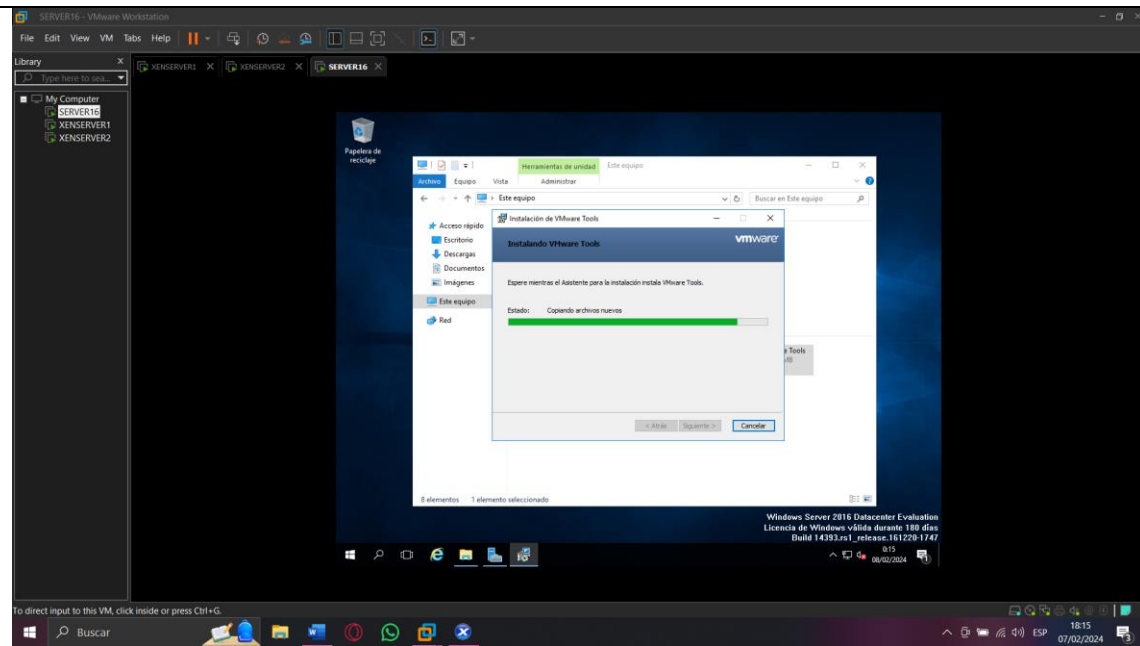 SERVER16 - VMware Workstation
File Edit View VM Tabs Help
Library X
Type here to sea...
XENSERVER1 X XENSERVER2 X SERVER16 X
My Computer
SERVER16
XENSERVER1
XENSERVER2
Papelera de
reciclaje
Herramientas de unidad Este equipo
Archivo Equipo Vista Administrar
Este equipo
Buscar en Este equipo
Acceso rápido
Escritorio
Descargas
Documentos
Imágenes
Este equipo
Red
Instalación de VMware Tools
Instalando VMware Tools
vmware
Espere mientras el Asistente para la instalación instala VMware Tools.
Estado: Copiando archivos nuevos
Tools
< Atrás Siguiente > Cancelar
8 elementos 1 elemento seleccionado
Windows Server 2016 Datacenter Evaluation
Licencia de Windows válida durante 180 días
Build 14393.rs1_release.161220-1747
0:15
08/02/2024
To direct input to this VM, click inside or press Ctrl+G.
Buscar
ESP
18:15
07/02/2024